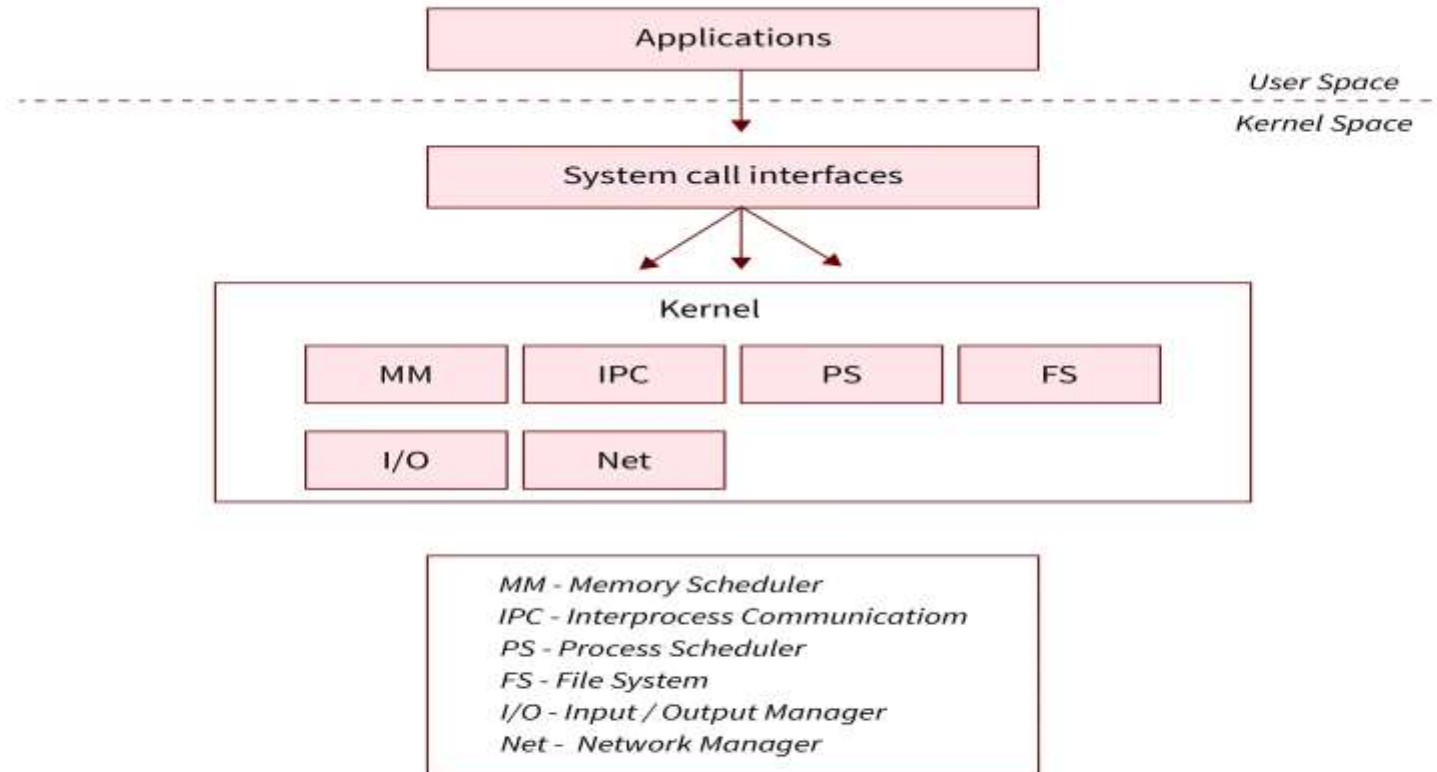 Applications
User Space
Kernel Space
System call interfaces
Kernel
MM IPC PS FS
I/O Net
MM - Memory Scheduler
IPC - Interprocess Communicatiom
PS - Process Scheduler
FS - File System
I/O - Input / Output Manager
Net - Network Manager